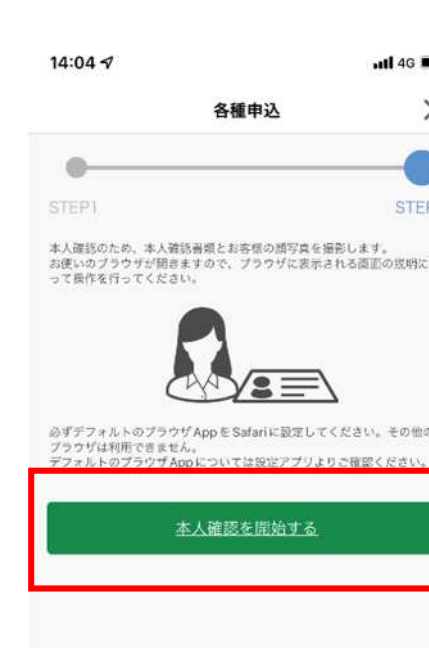 14:04
4G
各種申込
STEP1
STEP
本人確認のため、本人確認書類とお客様の顔写真を撮影します。
お使いのブラウザが開きますので、ブラウザに表示される画面の説明に
って操作を行ってください。
必ずデフォルトのブラウザAppをSafariに設定してください。その他の
ブラウザは利用できません。
デフォルトのブラウザAppについては設定アプリよりご確認ください。
本人確認を開始する